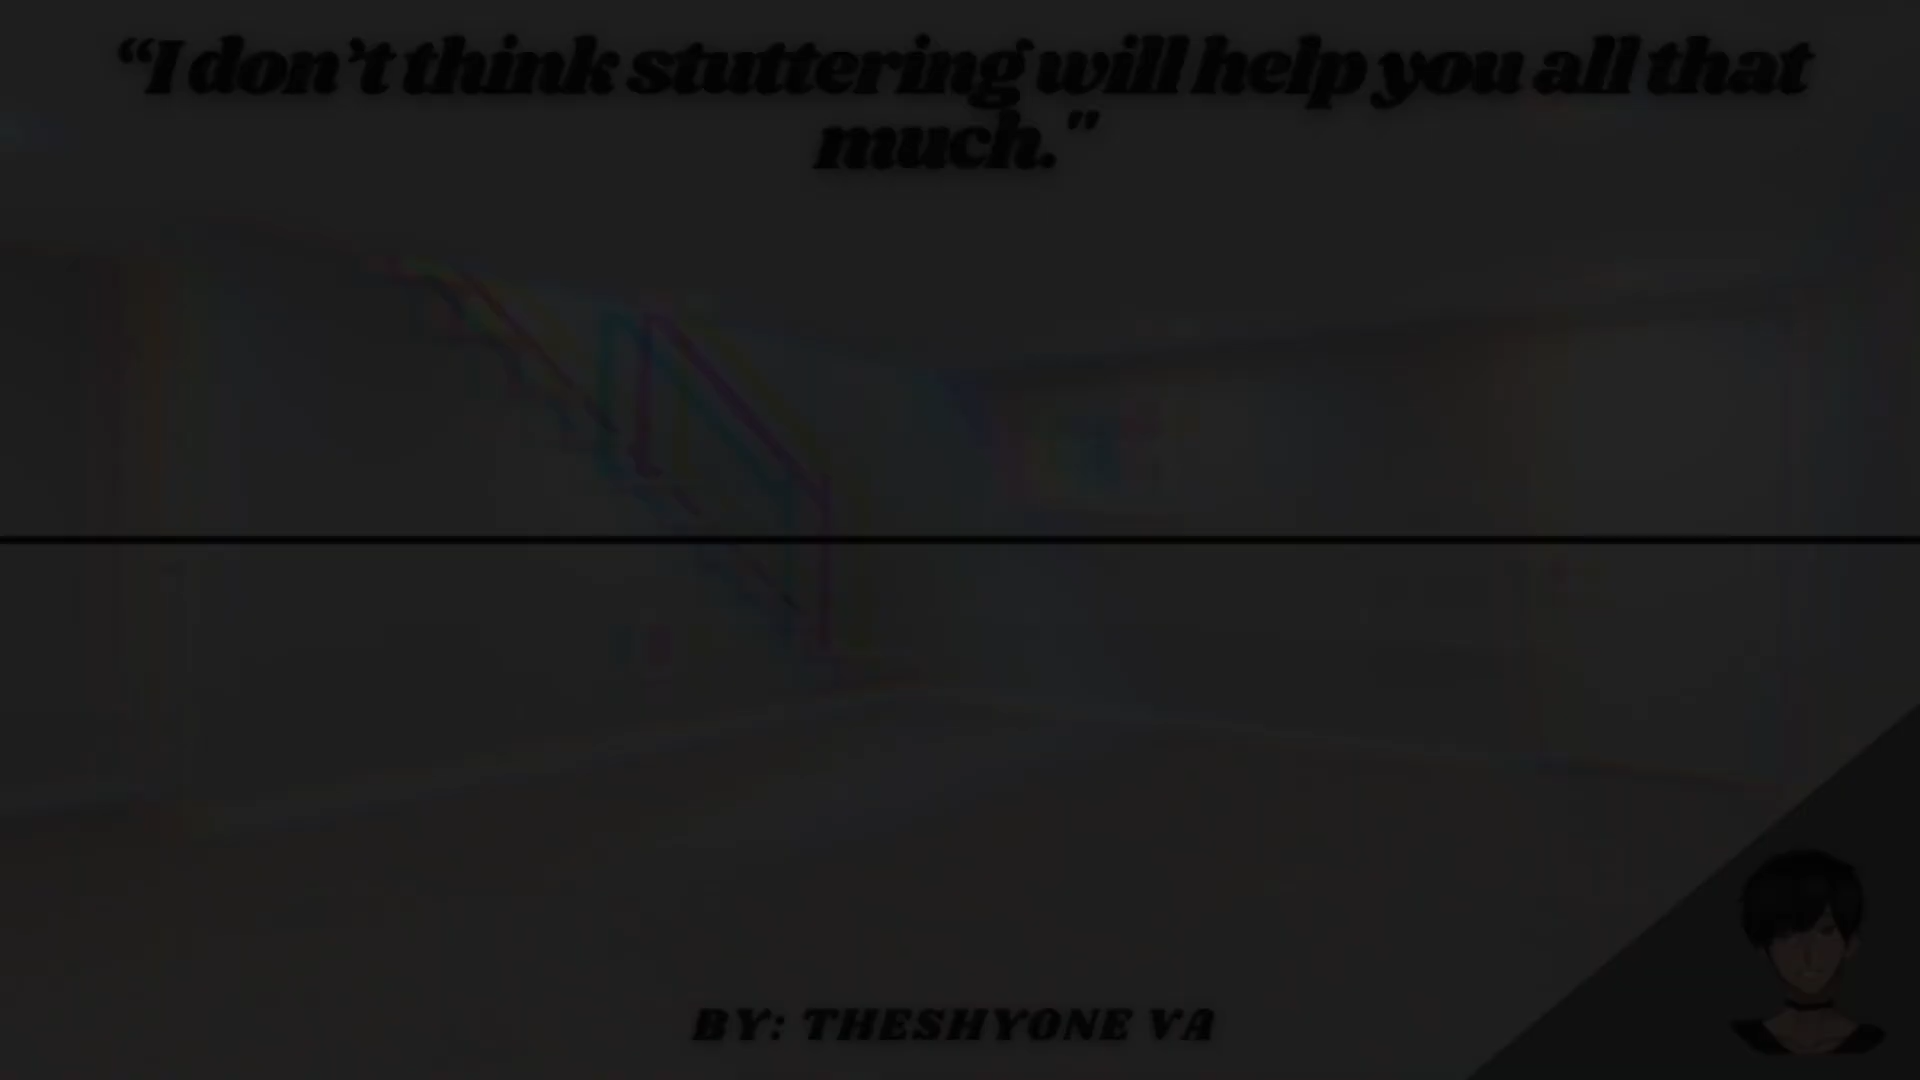 “I don’t think stuttering will help you all that
much."
BY: THESHYONE VA